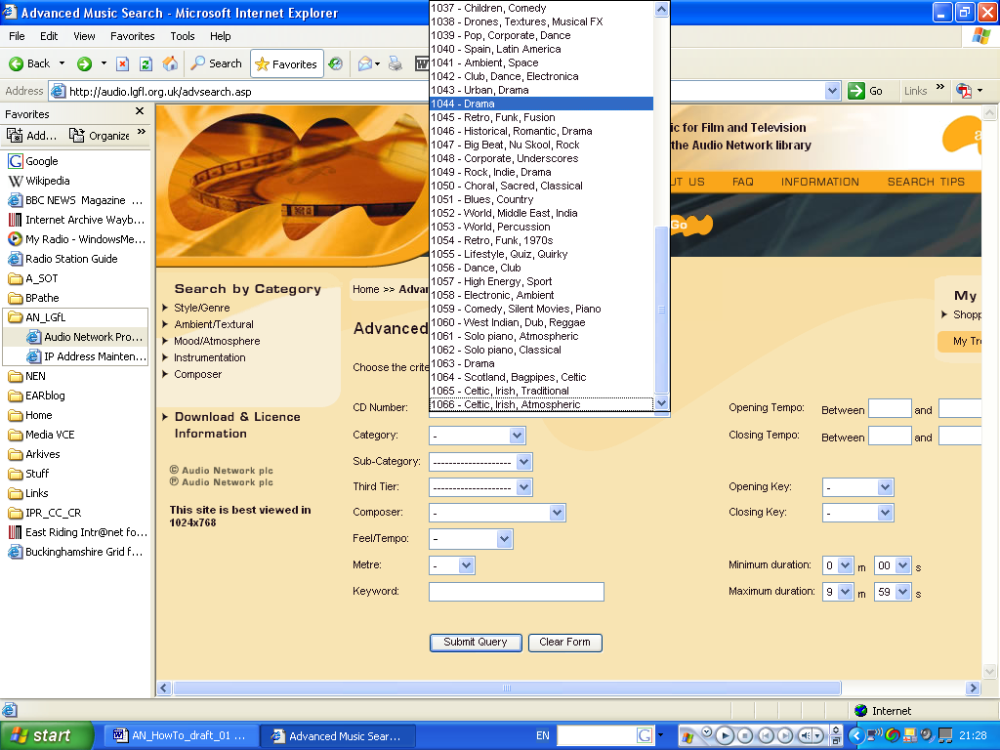 Advanced Music Search - Microsoft Internet Explorer
File Edit View Favorites Tools Help
Back Search Favorites
Address http://audio.lgfl.org.uk/advsearch.asp Go Links »
Favorites
Add... Organize »
Google
Wikipedia
BBC NEWS Magazine ...
Internet Archive Wayb...
My Radio - WindowsMe...
Radio Station Guide
A_SOT
BPathe
AN_LGfL
Audio Network Pro...
IP Address Mainten...
NEN
EARblog
Home
Media VCE
Arkives
Stuff
Links
IPR_CC_CR
East Riding Intr@net fo...
Buckinghamshire Grid f...
1037 - Children, Comedy
1038 - Drones, Textures, Musical FX
1039 - Pop, Corporate, Dance
1040 - Spain, Latin America
1041 - Ambient, Space
1042 - Club, Dance, Electronica
1043 - Urban, Drama
1044 - Drama
1045 - Retro, Funk, Fusion
1046 - Historical, Romantic, Drama
1047 - Big Beat, Nu Skool, Rock
1048 - Corporate, Underscores
1049 - Rock, Indie, Drama
1050 - Choral, Sacred, Classical
1051 - Blues, Country
1052 - World, Middle East, India
1053 - World, Percussion
1054 - Retro, Funk, 1970s
1055 - Lifestyle, Quiz, Quirky
1056 - Dance, Club
1057 - High Energy, Sport
1058 - Electronic, Ambient
1059 - Comedy, Silent Movies, Piano
1060 - West Indian, Dub, Reggae
1061 - Solo piano, Atmospheric
1062 - Solo piano, Classical
1063 - Drama
1064 - Scotland, Bagpipes, Celtic
1065 - Celtic, Irish, Traditional
1066 - Celtic, Irish, Atmospheric
ic for Film and Television
the Audio Network library
UT US FAQ INFORMATION SEARCH TIPS
Go
Search by Category
Style/Genre
Ambient/Textural
Mood/Atmosphere
Instrumentation
Composer
Download & Licence
Information
© Audio Network plc
℗ Audio Network plc
This site is best viewed in
1024x768
Home >> Advan
Advanced
Choose the crite
My
Shopp
My Tr
CD Number:
Category: -
Sub-Category: --------------------
Third Tier: --------------------
Composer: -
Feel/Tempo: -
Metre: -
Keyword:
Opening Tempo: Between and
Closing Tempo: Between and
Opening Key: -
Closing Key: -
Minimum duration: 0 m 00 s
Maximum duration: 9 m 59 s
Submit Query Clear Form
Internet
start AN_HowTo_draft_01 ... Advanced Music Sear... EN 21:28